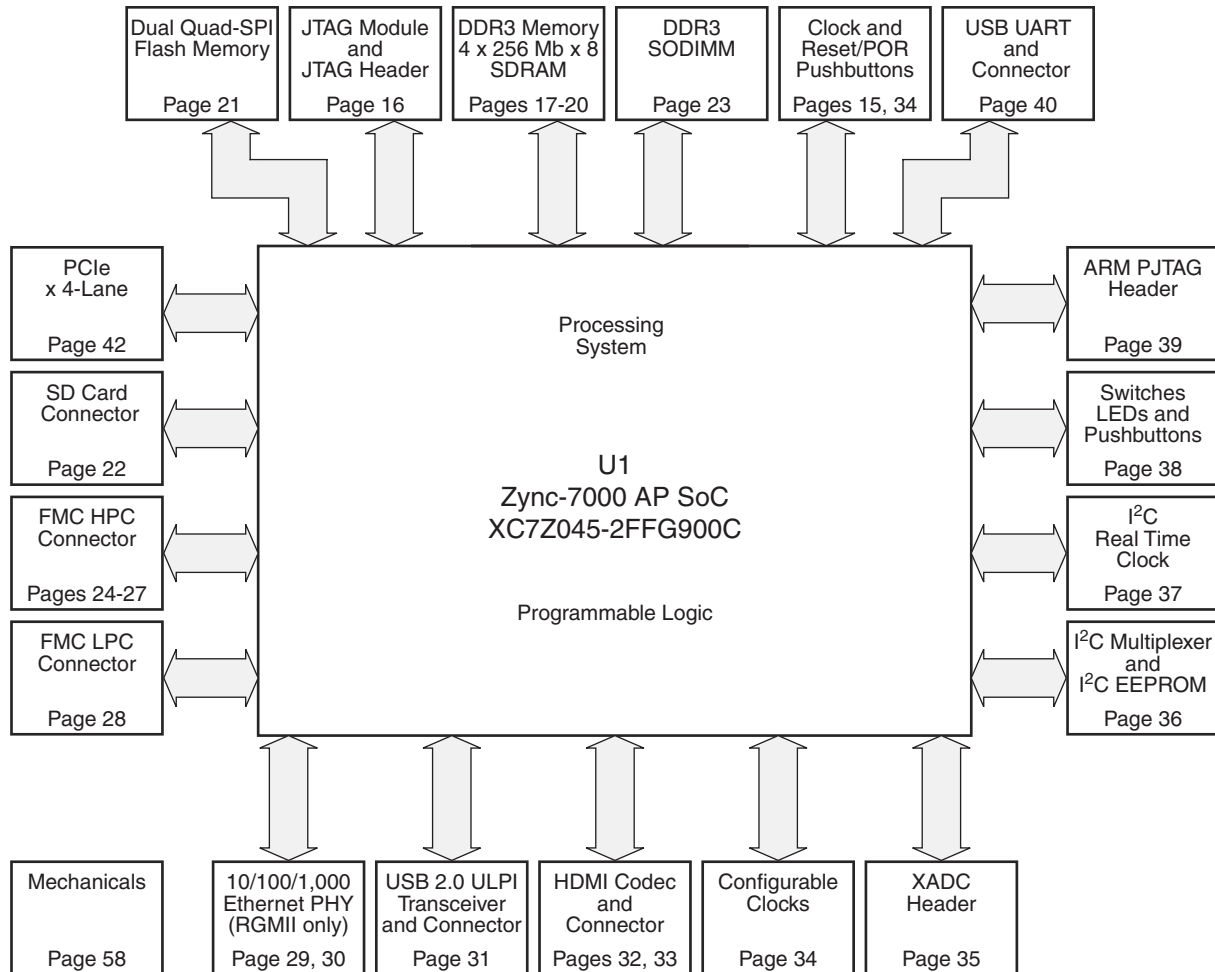 Dual Quad-SPI
Flash Memory
Page 21
JTAG Module
and
JTAG Header
Page 16
DDR3 Memory
4 x 256 Mb x 8
SDRAM
Pages 17-20
DDR3
SODIMM
Page 23
Clock and
Reset/POR
Pushbuttons
Pages 15, 34
USB UART
and
Connector
Page 40
PCIe
x 4-Lane
Page 42
SD Card
Connector
Page 22
FMC HPC
Connector
Pages 24-27
FMC LPC
Connector
Page 28
Processing
System
U1
Zync-7000 AP SoC
XC7Z045-2FFG900C
Programmable Logic
ARM PJTAG
Header
Page 39
Switches
LEDs and
Pushbuttons
Page 38
I²C
Real Time
Clock
Page 37
I²C Multiplexer
and
I²C EEPROM
Page 36
Mechanicals
Page 58
10/100/1,000
Ethernet PHY
(RGMII only)
Page 29, 30
USB 2.0 ULPI
Transceiver
and Connector
Page 31
HDMI Codec
and
Connector
Pages 32, 33
Configurable
Clocks
Page 34
XADC
Header
Page 35